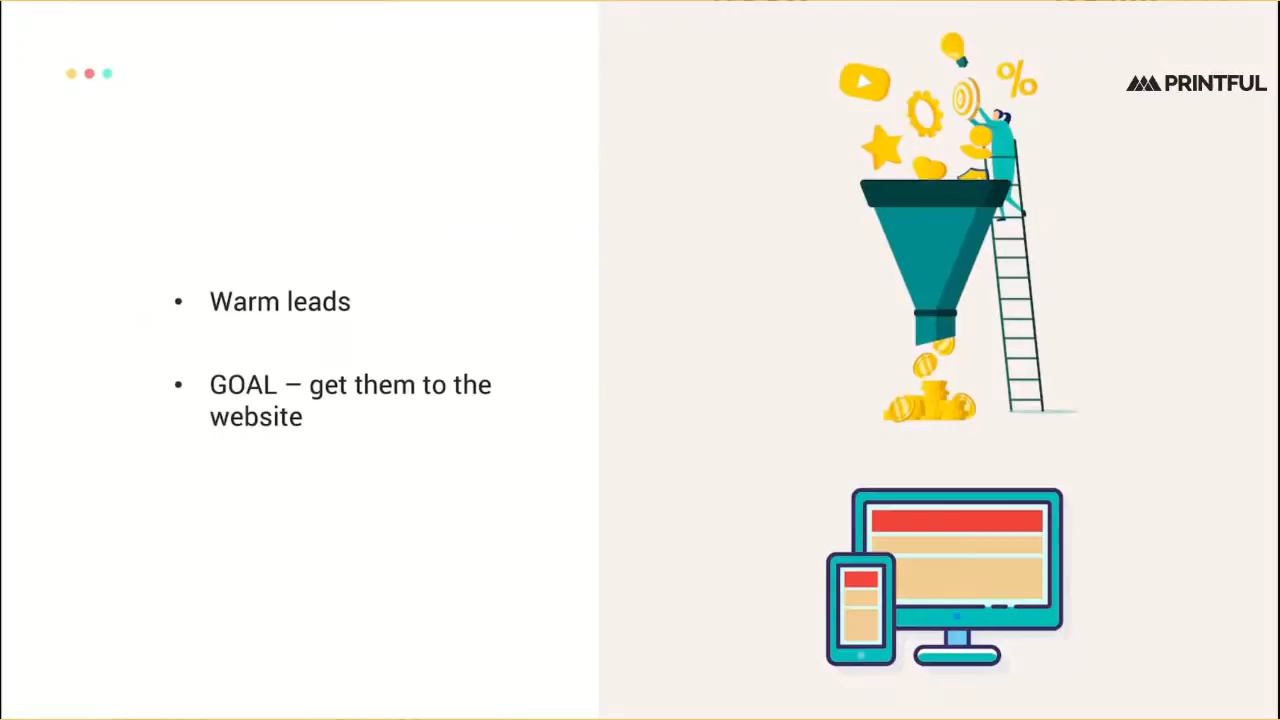 PRINTFUL
• Warm leads
• GOAL – get them to the
website
%